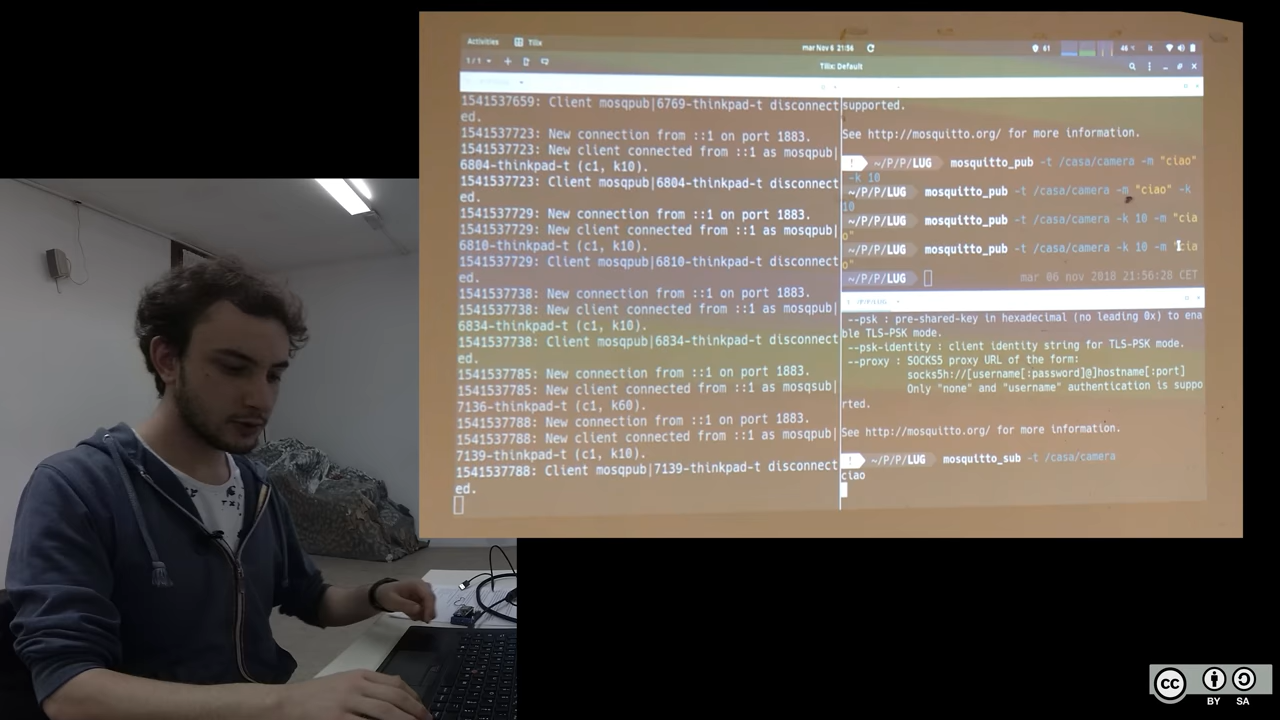 Activities Tilix
mar Nov 6 21:56
61
46
it
1/1
Tilix: Default
1541537659: Client mosqpub|6769-thinkpad-t disconnect
ed.
1541537723: New connection from ::1 on port 1883.
1541537723: New client connected from ::1 as mosqpub|
6804-thinkpad-t (c1, k10).
1541537723: Client mosqpub|6804-thinkpad-t disconnect
ed.
1541537729: New connection from ::1 on port 1883.
1541537729: New client connected from ::1 as mosqpub|
6810-thinkpad-t (c1, k10).
1541537729: Client mosqpub|6810-thinkpad-t disconnect
ed.
1541537738: New connection from ::1 on port 1883.
1541537738: New client connected from ::1 as mosqpub|
6834-thinkpad-t (c1, k10).
1541537738: Client mosqpub|6834-thinkpad-t disconnect
ed.
1541537785: New connection from ::1 on port 1883.
1541537785: New client connected from ::1 as mosqsub|
7136-thinkpad-t (c1, k60).
1541537788: New connection from ::1 on port 1883.
1541537788: New client connected from ::1 as mosqpub|
7139-thinkpad-t (c1, k10).
1541537788: Client mosqpub|7139-thinkpad-t disconnect
ed.
supported.
See http://mosquitto.org/ for more information.
! ~/P/P/LUG mosquitto_pub -t /casa/camera -m "ciao"
-k 10
~/P/P/LUG mosquitto_pub -t /casa/camera -m "ciao" -k
10
~/P/P/LUG mosquitto_pub -t /casa/camera -k 10 -m "cia
o"
~/P/P/LUG mosquitto_pub -t /casa/camera -k 10 -m "cia
o"
~/P/P/LUG mar 06 nov 2018 21:56:28 CET
--psk : pre-shared-key in hexadecimal (no leading 0x) to ena
ble TLS-PSK mode.
--psk-identity : client identity string for TLS-PSK mode.
--proxy : SOCKS5 proxy URL of the form:
socks5h://[username[:password]@]hostname[:port]
Only "none" and "username" authentication is suppo
rted.
See http://mosquitto.org/ for more information.
! ~/P/P/LUG mosquitto_sub -t /casa/camera
ciao
CC
BY SA